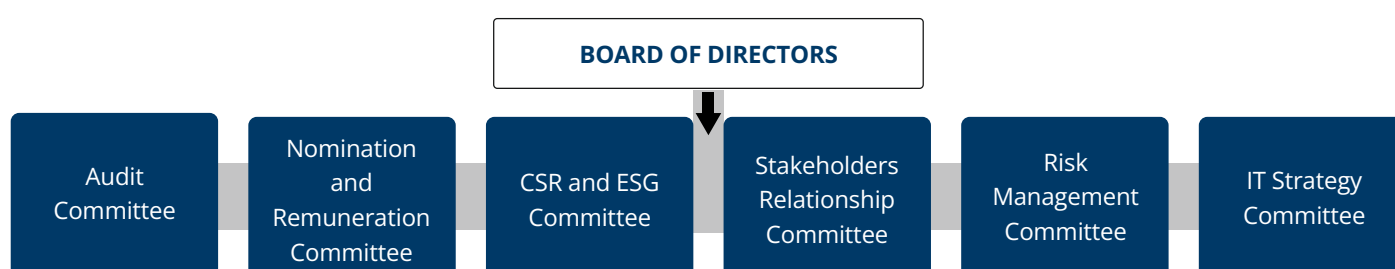 BOARD OF DIRECTORS
Audit
Committee
Nomination
and
Remuneration
Committee
CSR and ESG
Committee
Stakeholders
Relationship
Committee
Risk
Management
Committee
IT Strategy
Committee